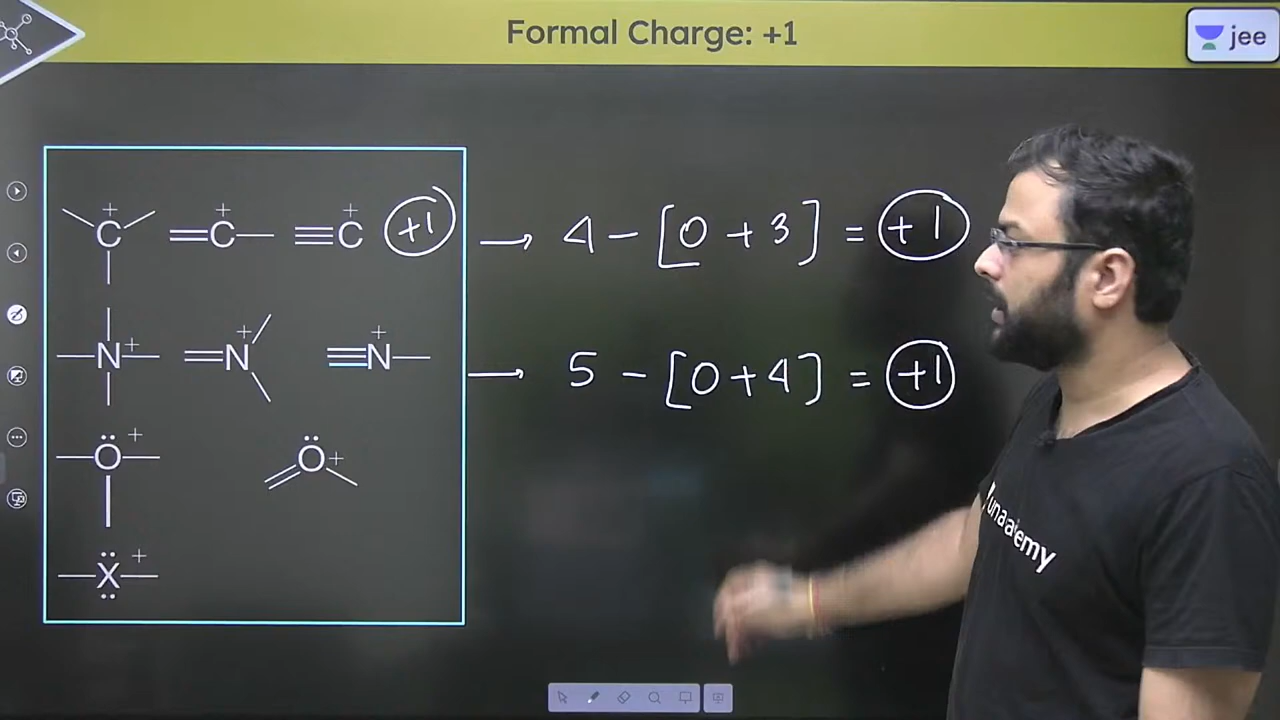 Formal Charge: +1
jee
+ + +
C =C— ≡C +1 → 4 - [0 + 3] = +1
—N—+ =N+ ≡N+— → 5 - [0 + 4] = +1
—Ö—+ =Ö+
—Ẍ—+
unacademy